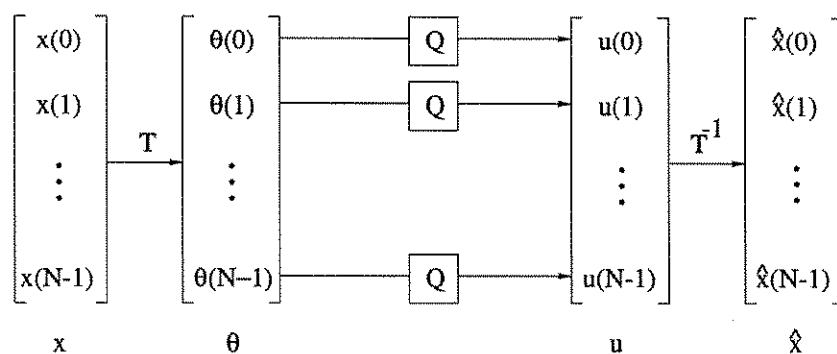 x(0) θ(0) Q u(0) x̂(0)
x(1) θ(1) Q u(1) x̂(1)
T T⁻¹
x(N-1) θ(N–1) Q u(N-1) x̂(N-1)
x θ u x̂